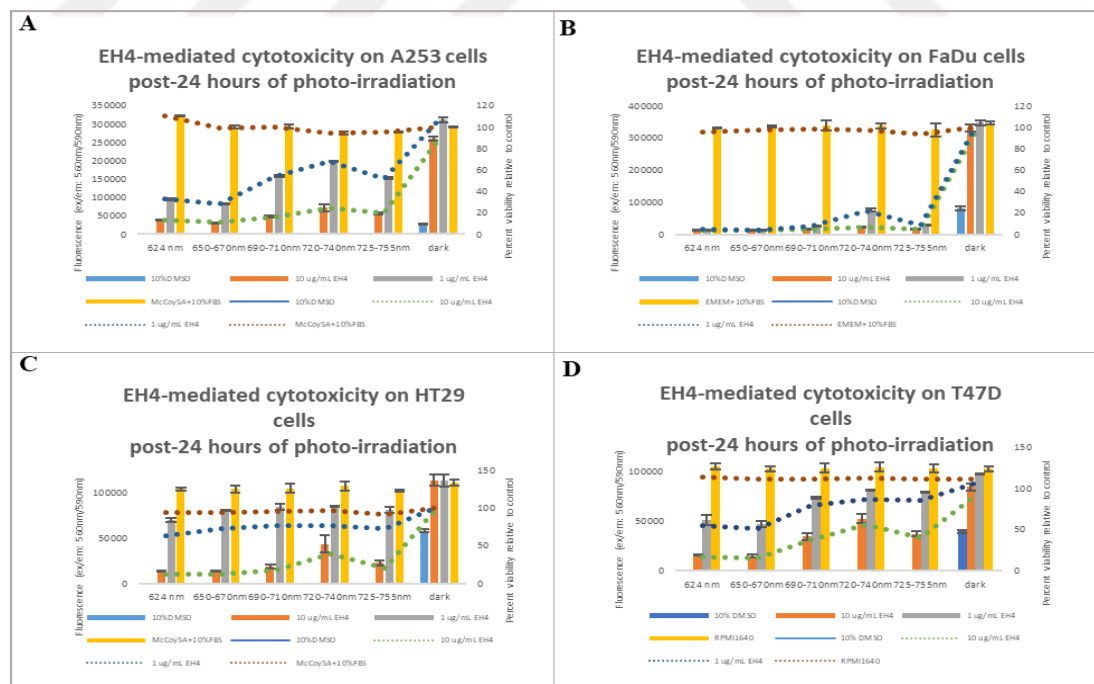 A
EH4-mediated cytotoxicity on A253 cells
post-24 hours of photo-irradiation
Fluorescence (ex/em: 560nm/590nm)
350000
300000
250000
200000
150000
100000
50000
0
120
100
80
60
40
20
0
Percent viability relative to control
624 nm 650-670nm 690-710nm 720-740nm 725-755nm dark
10%DMSO 10 ug/mL EH4 1 ug/mL EH4
McCoy5A+10%FBS 10%DMSO 10 ug/mL EH4
1 ug/mL EH4 McCoy5A+10%FBS
B
EH4-mediated cytotoxicity on FaDu cells
post-24 hours of photo-irradiation
Fluorescence (ex/em: 560nm/590nm)
400000
300000
200000
100000
0
120
100
80
60
40
20
0
Percent viability relative to control
624 nm 650-670nm 690-710nm 720-740nm 725-755nm dark
10%DMSO 10 ug/mL EH4 1 ug/mL EH4
EMEM+10%FBS 10%DMSO 10 ug/mL EH4
1 ug/mL EH4 EMEM+10%FBS
C
EH4-mediated cytotoxicity on HT29
cells
post-24 hours of photo-irradiation
Fluorescence (ex/em: 560nm/590nm)
100000
50000
0
150
100
50
0
Percent viability relative to control
624 nm 650-670nm 690-710nm 720-740nm 725-755nm dark
10%DMSO 10 ug/mL EH4 1 ug/mL EH4
McCoy5A+10%FBS 10%DMSO 10 ug/mL EH4
1 ug/mL EH4 McCoy5A+10%FBS
D
EH4-mediated cytotoxicity on T47D
cells
post-24 hours of photo-irradiation
Fluorescence (ex/em: 560nm/590nm)
100000
50000
0
150
100
50
0
Percent viability relative to control
624 nm 650-670nm 690-710nm 720-740nm 725-755nm dark
10% DMSO 10 ug/mL EH4 1 ug/mL EH4
RPMI1640 10% DMSO 10 ug/mL EH4
1 ug/mL EH4 RPMI1640